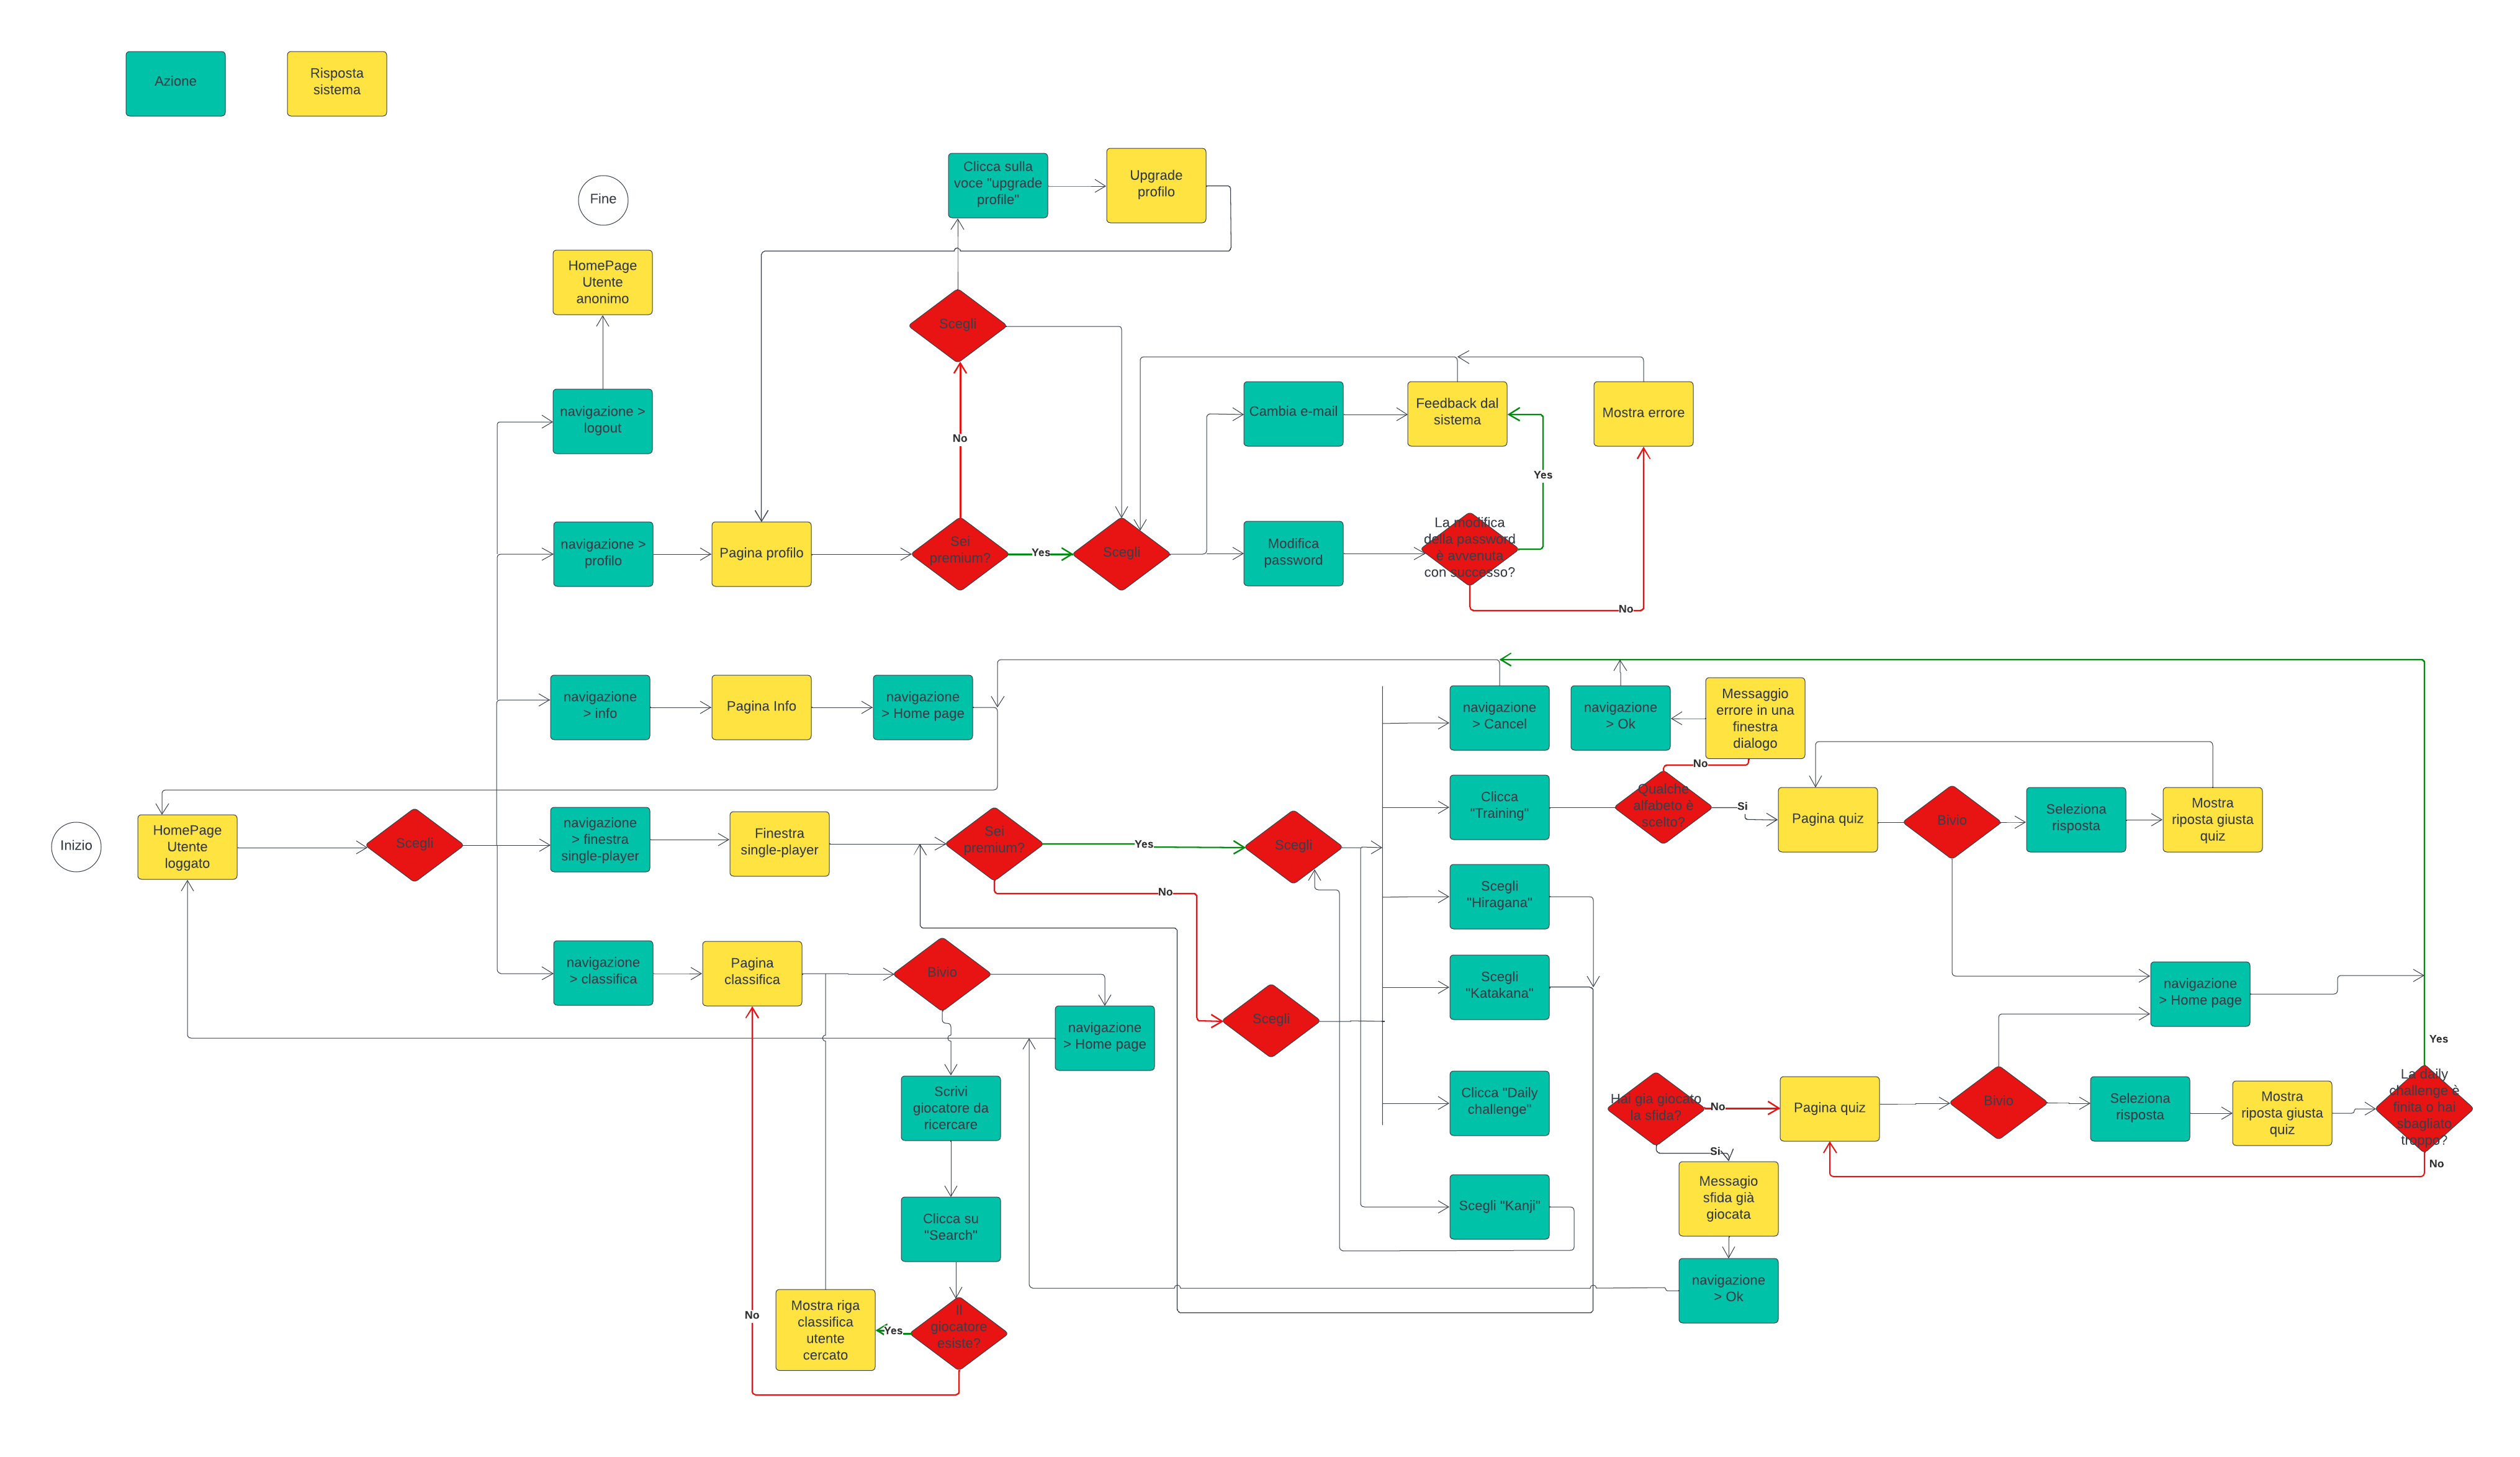 Azione
Risposta
sistema
Clicca sulla
voce "upgrade
profile"
Upgrade
profilo
Fine
HomePage
Utente
anonimo
Scegli
navigazione >
logout
Cambia e-mail
Feedback dal
sistema
Mostra errore
No
Yes
navigazione >
profilo
Pagina profilo
Sei
premium?
Yes
Scegli
Modifica
password
La modifica
della password
è avvenuta
con successo?
No
navigazione
> info
Pagina Info
navigazione
> Home page
navigazione
> Cancel
navigazione
> Ok
Messaggio
errore in una
finestra
dialogo
No
Inizio
HomePage
Utente
loggato
Scegli
navigazione
> finestra
single-player
Finestra
single-player
Sei
premium?
Yes
No
Scegli
Clicca
"Training"
Qualche
alfabeto è
scelto?
Si
Pagina quiz
Bivio
Seleziona
risposta
Mostra
riposta giusta
quiz
Scegli
"Hiragana"
navigazione
> classifica
Pagina
classifica
Bivio
navigazione
> Home page
Scegli
Scegli
"Katakana"
navigazione
> Home page
Scrivi
giocatore da
ricercare
Clicca "Daily
challenge"
Hai gia giocato
la sfida?
No
Si
Pagina quiz
Bivio
Seleziona
risposta
Mostra
riposta giusta
quiz
Yes
La daily
challenge è
finita o hai
sbagliato
troppo?
No
Clicca su
"Search"
Scegli "Kanji"
Messagio
sfida già
giocata
navigazione
> Ok
No
Mostra riga
classifica
utente
cercato
Yes
Il
giocatore
esiste?